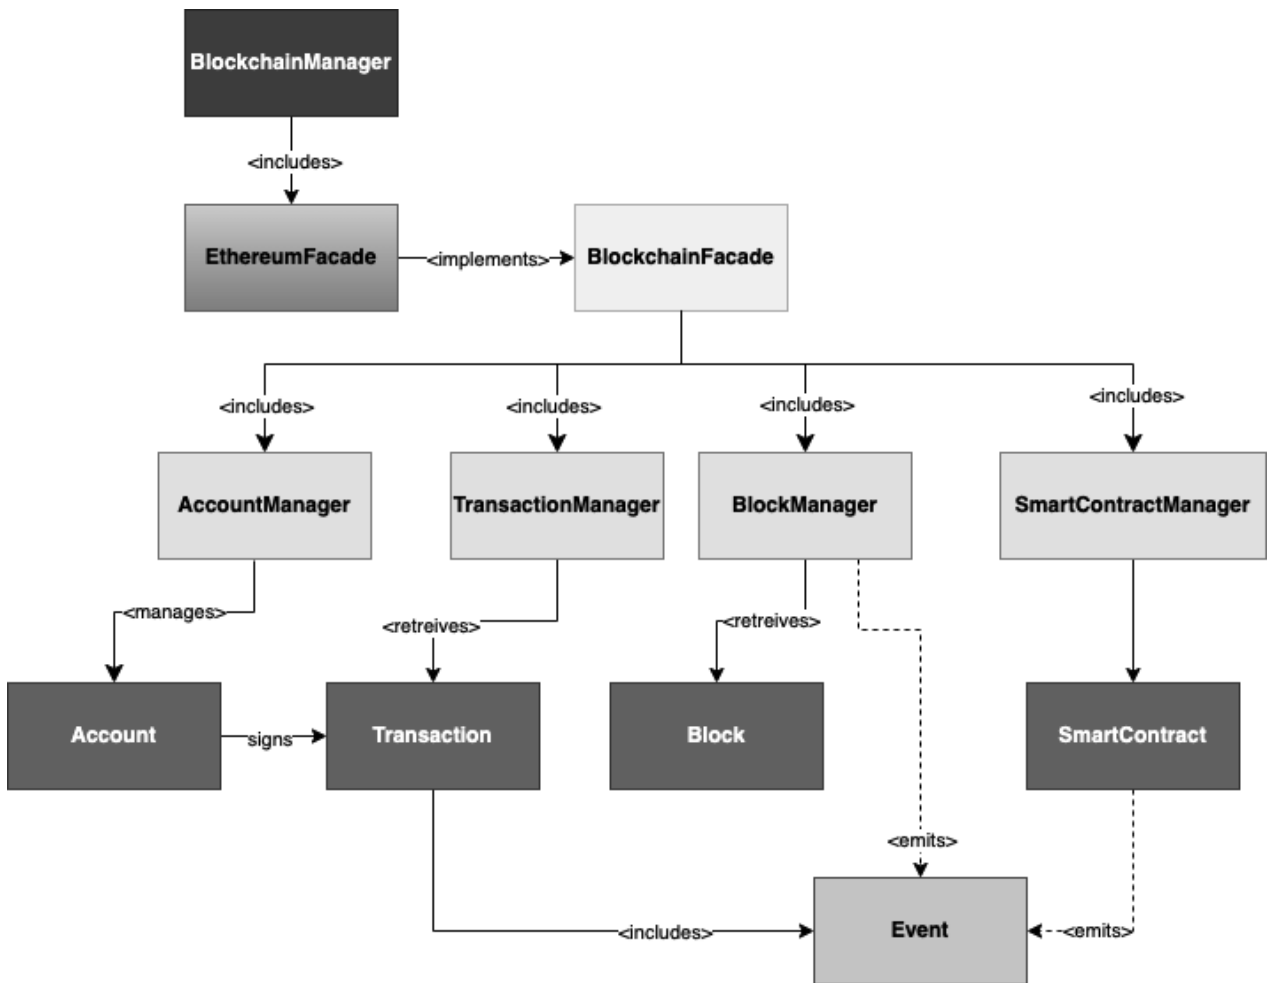 BlockchainManager
<includes>
EthereumFacade
<implements>
BlockchainFacade
<includes>
<includes>
<includes>
<includes>
AccountManager
TransactionManager
BlockManager
SmartContractManager
<manages>
<retreives>
<retreives>
Account
signs
Transaction
Block
SmartContract
<emits>
<includes>
Event
<emits>